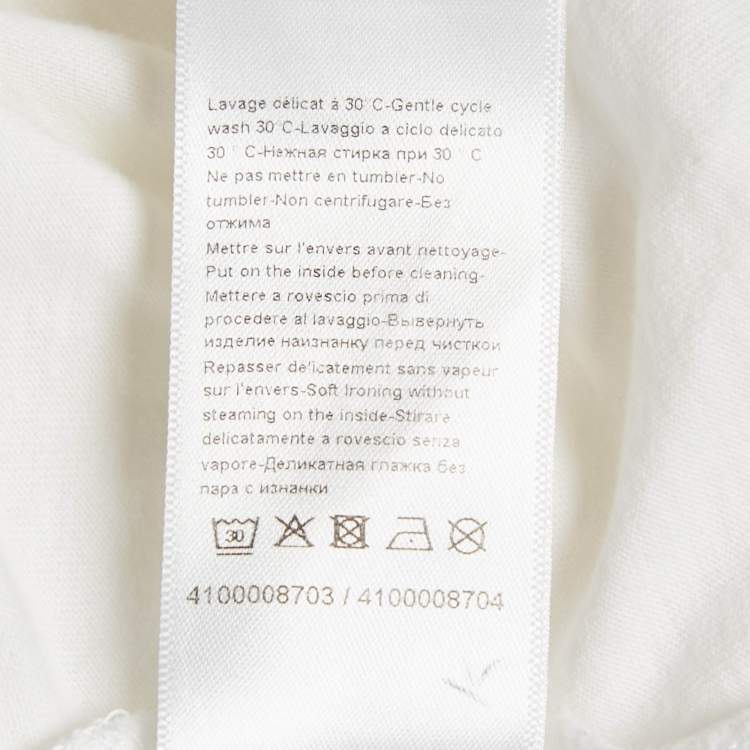 Lavage délicat à 30°C-Gentle cycle
wash 30°C-Lavaggio a ciclo delicato
30 ° C-Нежная стирка при 30 ° C
Ne pas mettre en tumbler-No
tumbler-Non centrifugare-Без
отжима
Mettre sur l'envers avant nettoyage-
Put on the inside before cleaning-
Mettere a rovescio prima di
procedere al lavaggio-Вывернуть
изделие наизнанку перед чисткой
Repasser délicatement sans vapeur
sur l'envers-Soft Ironing without
steaming on the inside-Stirare
delicatamente a rovescio senza
vapore-Деликатная глажка без
пара с изнанки
30
4100008703 / 4100008704